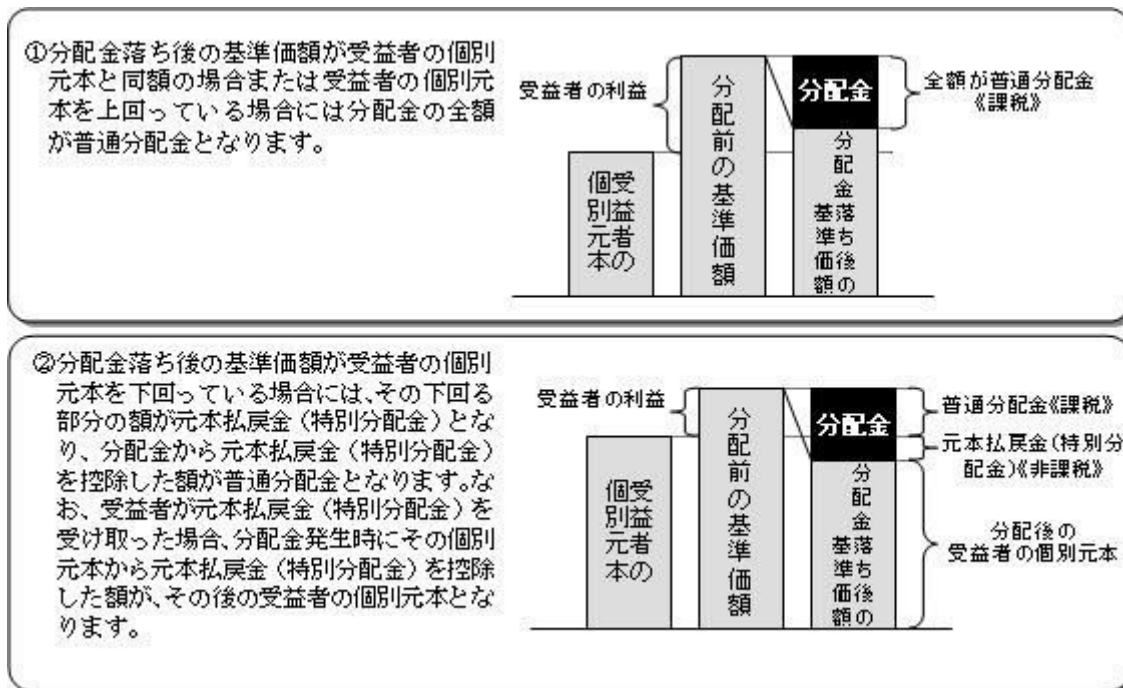 ①分配金落ち後の基準価額が受益者の個別
元本と同額の場合または受益者の個別元
本を上回っている場合には分配金の全額
が普通分配金となります。
受益者の利益
個別元本
受益者の
分配前の基準価額
分配金
分配金落ち後の
基準価額
全額が普通分配金
《課税》
②分配金落ち後の基準価額が受益者の個別
元本を下回っている場合には、その下回る
部分の額が元本払戻金(特別分配金)とな
り、分配金から元本払戻金(特別分配金)
を控除した額が普通分配金となります。な
お、受益者が元本払戻金(特別分配金)を
受け取った場合、分配金発生時にその個別
元本から元本払戻金(特別分配金)を控除
した額が、その後の受益者の個別元本とな
ります。
受益者の利益
受益者の
個別元本
分配前の基準価額
分配金
分配金落ち後の
基準価額
普通分配金《課税》
元本払戻金(特別分
配金)《非課税》
分配後の
受益者の個別元本